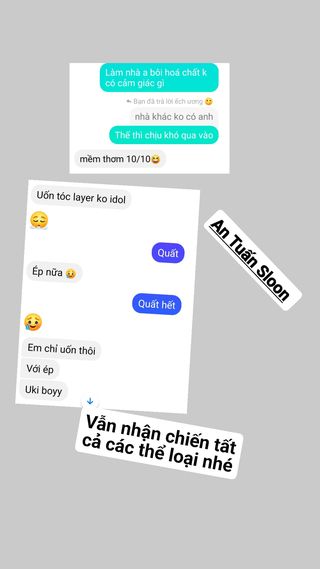 Làm nhà a bôi hoá chất k
có cảm giác gì
Bạn đã trả lời ếch ương 😊
nhà khác ko có anh
Thế thì chịu khó qua vào
mềm thơm 10/10😆
Uốn tóc layer ko idol
😮‍💨
Quất
Ép nữa 🥵
Quất hết
😢
Em chỉ uốn thôi
Với ép
Uki boyy
An Tuấn Sloon
Vẫn nhận chiến tất
cả các thể loại nhé